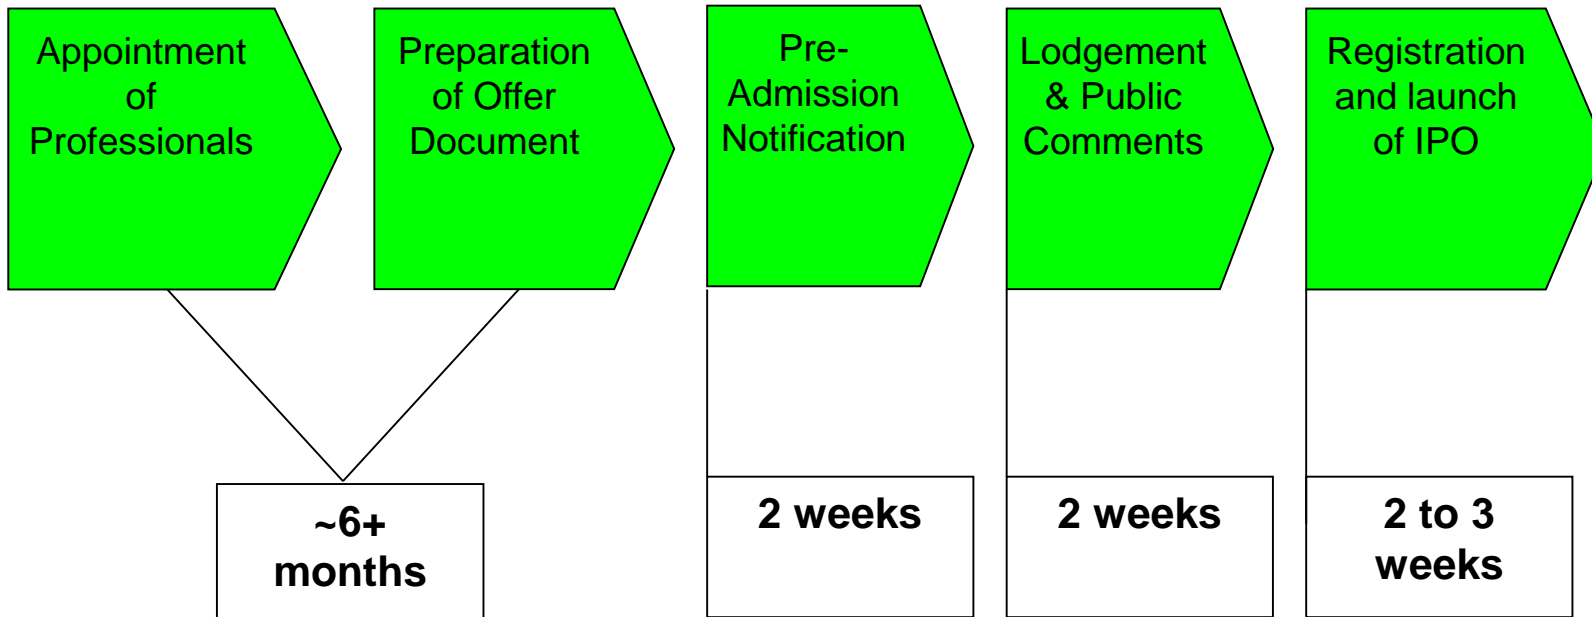 Appointment
of
Professionals
Preparation
of Offer
Document
Pre-
Admission
Notification
Lodgement
& Public
Comments
Registration
and launch
of IPO
~6+
months
2 weeks
2 weeks
2 to 3
weeks